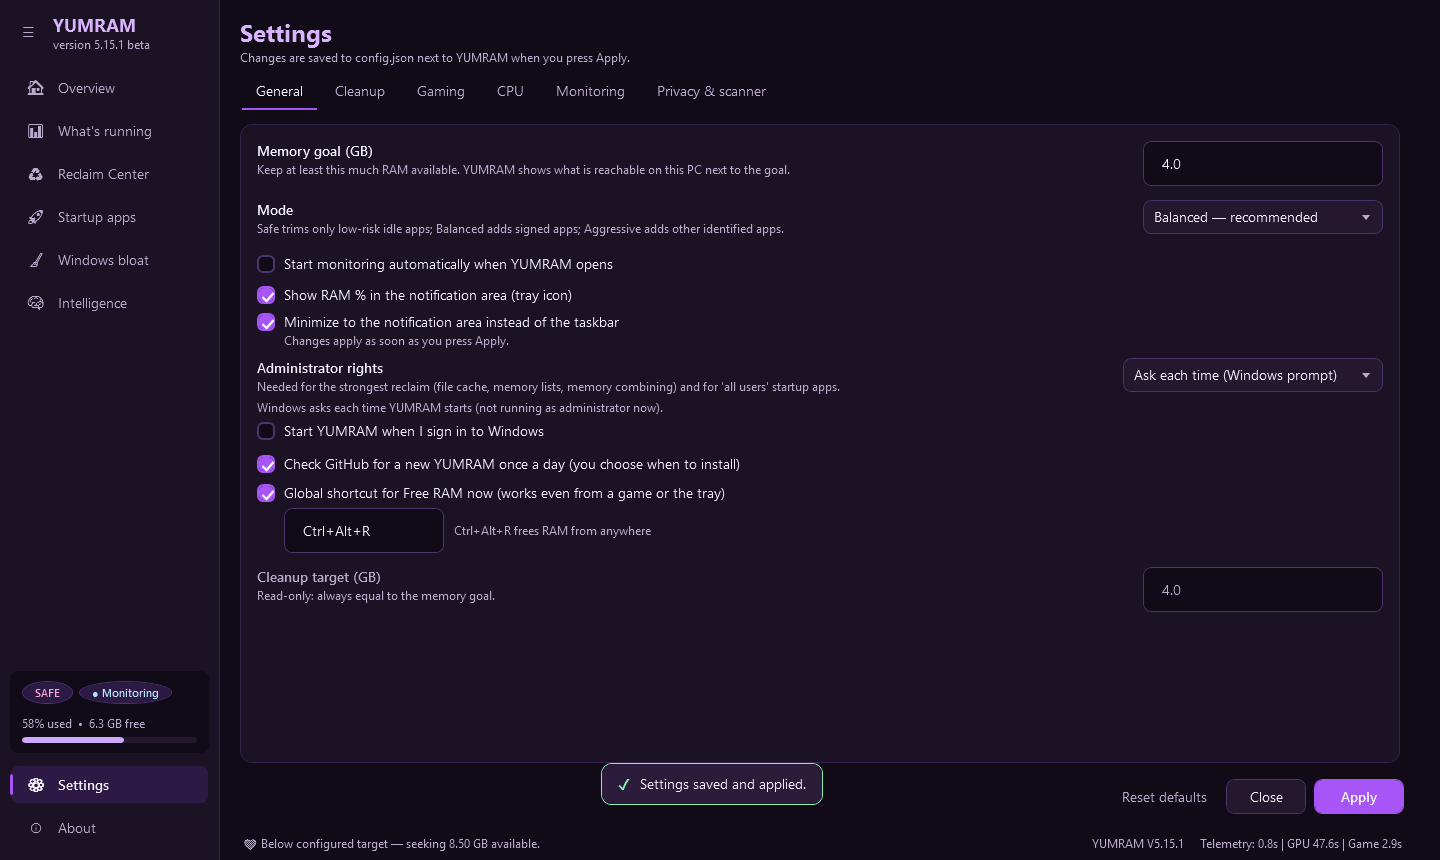 ☰ YUMRAM
version 5.15.1 beta
Overview
What's running
Reclaim Center
Startup apps
Windows bloat
Intelligence
SAFE
● Monitoring
58% used • 6.3 GB free
Settings
About
Settings
Changes are saved to config.json next to YUMRAM when you press Apply.
General Cleanup Gaming CPU Monitoring Privacy & scanner
Memory goal (GB)
Keep at least this much RAM available. YUMRAM shows what is reachable on this PC next to the goal.
4.0
Mode
Safe trims only low-risk idle apps; Balanced adds signed apps; Aggressive adds other identified apps.
Balanced — recommended
Start monitoring automatically when YUMRAM opens
Show RAM % in the notification area (tray icon)
Minimize to the notification area instead of the taskbar
Changes apply as soon as you press Apply.
Administrator rights
Needed for the strongest reclaim (file cache, memory lists, memory combining) and for 'all users' startup apps.
Ask each time (Windows prompt)
Windows asks each time YUMRAM starts (not running as administrator now).
Start YUMRAM when I sign in to Windows
Check GitHub for a new YUMRAM once a day (you choose when to install)
Global shortcut for Free RAM now (works even from a game or the tray)
Ctrl+Alt+R Ctrl+Alt+R frees RAM from anywhere
Cleanup target (GB)
Read-only: always equal to the memory goal.
4.0
✓ Settings saved and applied.
Reset defaults Close Apply
Below configured target — seeking 8.50 GB available.
YUMRAM V5.15.1 Telemetry: 0.8s | GPU 47.6s | Game 2.9s